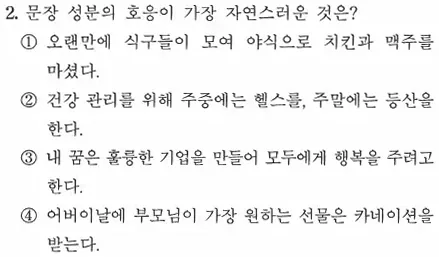 2. 문장 성분의 호응이 가장 자연스러운 것은?
① 오랜만에 식구들이 모여 야식으로 치킨과 맥주를
마셨다.
② 건강 관리를 위해 주중에는 헬스를, 주말에는 등산을
한다.
③ 내 꿈은 훌륭한 기업을 만들어 모두에게 행복을 주려고
한다.
④ 어버이날에 부모님이 가장 원하는 선물은 카네이션을
받는다.